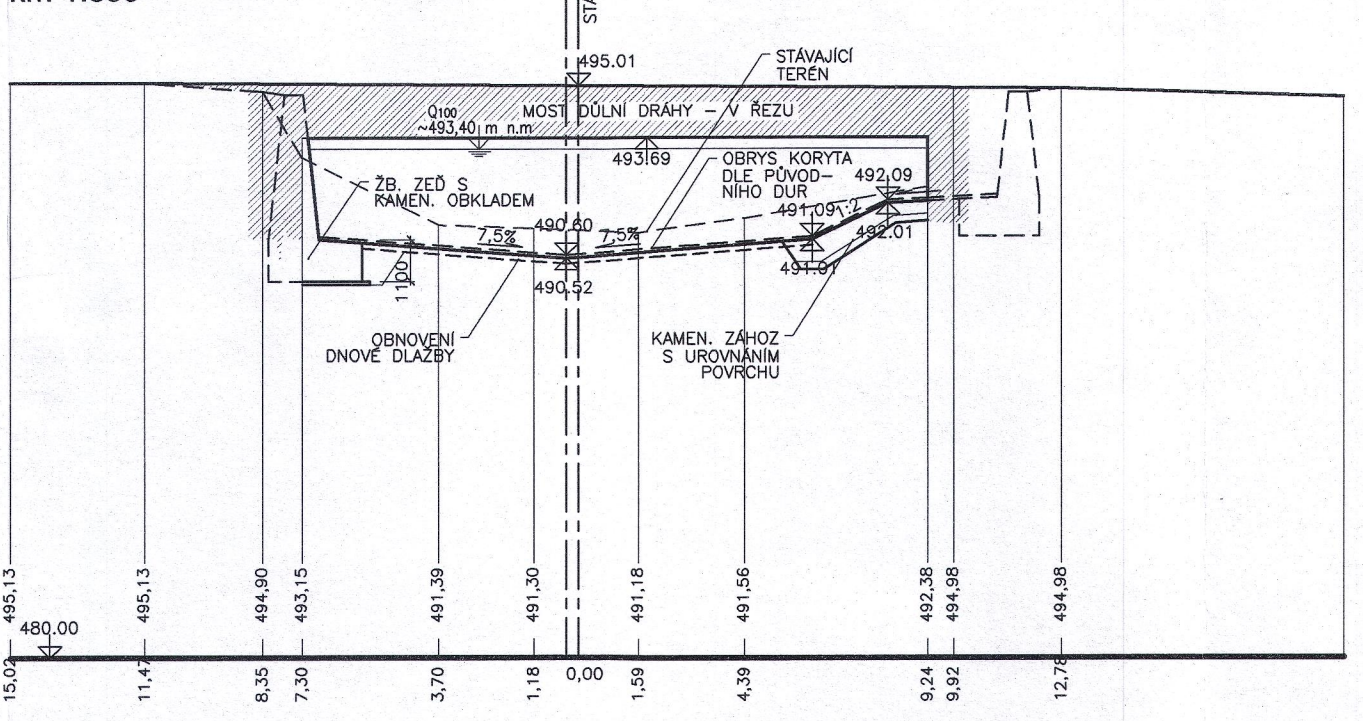 STÁVAJÍCÍ
TERÉN
495.01
MOST DŮLNÍ DRÁHY – V ŘEZU
Q100
~493,40 m n.m
493.69
OBRYS KORYTA
DLE PŮVOD–
NÍHO DUR
492.09
ŽB. ZEĎ S
KAMEN. OBKLADEM
490.60
491.09
1:2
7,5%
7,5%
492.01
491.01
1100
490.52
OBNOVENÍ
DNOVÉ DLAŽBY
KAMEN. ZÁHOZ
S UROVNÁNÍM
POVRCHU
495,13
495,13
494,90
493,15
491,39
491,30
491,18
491,56
492,38
494,98
494,98
480.00
15,02
11,47
8,35
7,30
3,70
1,18
0,00
1,59
4,39
9,24
9,92
12,78